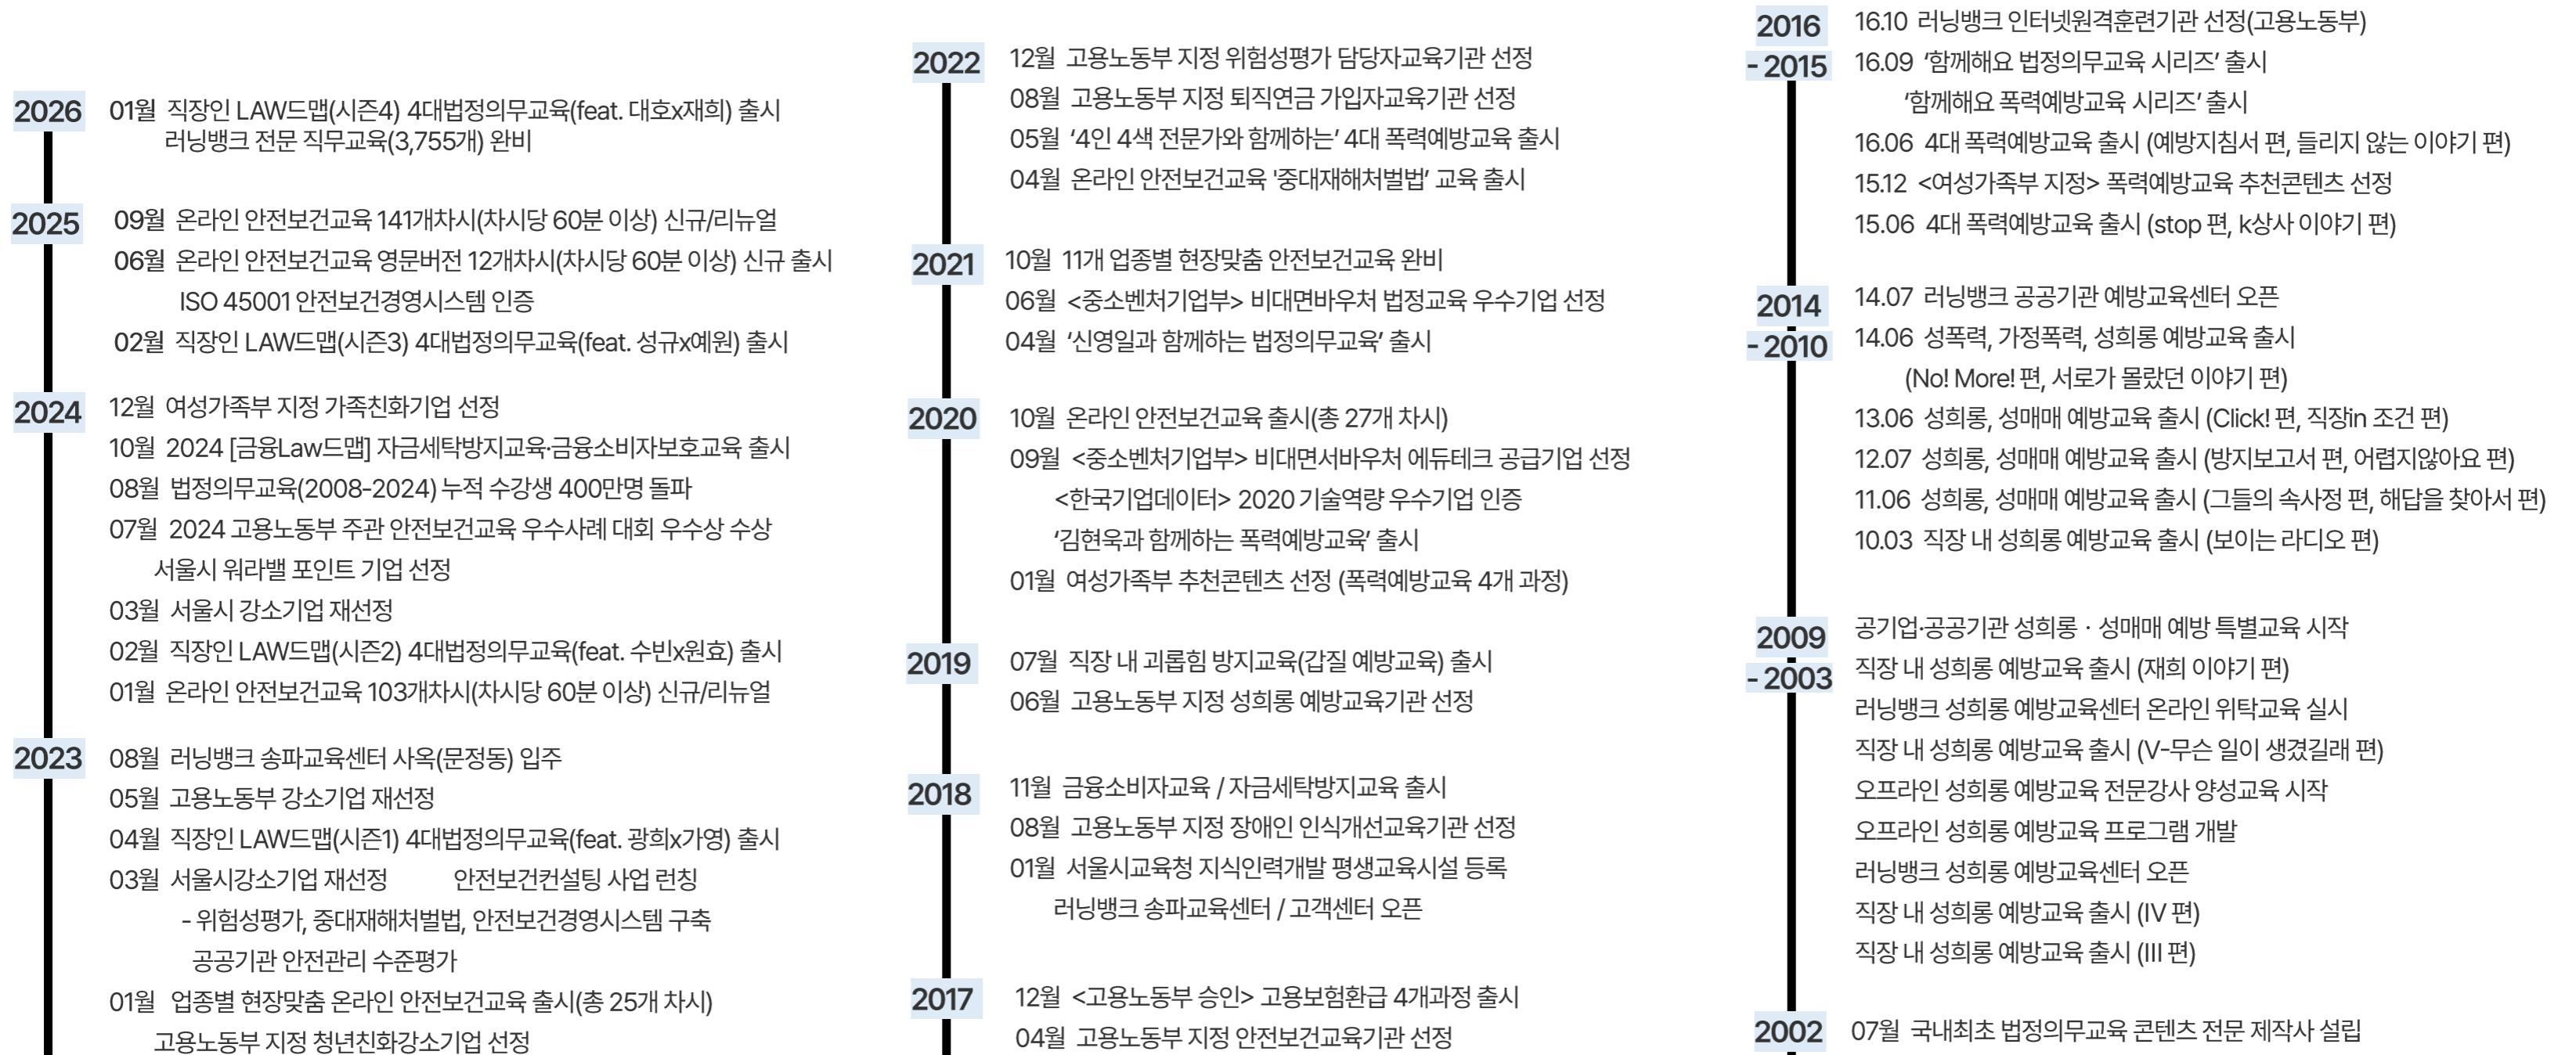 2026
01월 직장인 LAW드맵(시즌4) 4대법정의무교육(feat. 대호x재희) 출시
러닝뱅크 전문 직무교육(3,755개) 완비
2025
09월 온라인 안전보건교육 141개차시(차시당 60분 이상) 신규/리뉴얼
06월 온라인 안전보건교육 영문버전 12개차시(차시당 60분 이상) 신규 출시
ISO 45001 안전보건경영시스템 인증
02월 직장인 LAW드맵(시즌3) 4대법정의무교육(feat. 성규x예원) 출시
2024
12월 여성가족부 지정 가족친화기업 선정
10월 2024 [금융Law드맵] 자금세탁방지교육·금융소비자보호교육 출시
08월 법정의무교육(2008-2024) 누적 수강생 400만명 돌파
07월 2024 고용노동부 주관 안전보건교육 우수사례 대회 우수상 수상
서울시 워라밸 포인트 기업 선정
03월 서울시 강소기업 재선정
02월 직장인 LAW드맵(시즌2) 4대법정의무교육(feat. 수빈x원효) 출시
01월 온라인 안전보건교육 103개차시(차시당 60분 이상) 신규/리뉴얼
2023
08월 러닝뱅크 송파교육센터 사옥(문정동) 입주
05월 고용노동부 강소기업 재선정
04월 직장인 LAW드맵(시즌1) 4대법정의무교육(feat. 광희x가영) 출시
03월 서울시강소기업 재선정 안전보건컨설팅 사업 런칭
- 위험성평가, 중대재해처벌법, 안전보건경영시스템 구축
공공기관 안전관리 수준평가
01월 업종별 현장맞춤 온라인 안전보건교육 출시(총 25개 차시)
고용노동부 지정 청년친화강소기업 선정
2022
12월 고용노동부 지정 위험성평가 담당자교육기관 선정
08월 고용노동부 지정 퇴직연금 가입자교육기관 선정
05월 ‘4인 4색 전문가와 함께하는’ 4대 폭력예방교육 출시
04월 온라인 안전보건교육 '중대재해처벌법’ 교육 출시
2021
10월 11개 업종별 현장맞춤 안전보건교육 완비
06월 <중소벤처기업부> 비대면바우처 법정교육 우수기업 선정
04월 ‘신영일과 함께하는 법정의무교육’ 출시
2020
10월 온라인 안전보건교육 출시(총 27개 차시)
09월 <중소벤처기업부> 비대면서바우처 에듀테크 공급기업 선정
<한국기업데이터> 2020 기술역량 우수기업 인증
‘김현욱과 함께하는 폭력예방교육’ 출시
01월 여성가족부 추천콘텐츠 선정 (폭력예방교육 4개 과정)
2019
07월 직장 내 괴롭힘 방지교육(갑질 예방교육) 출시
06월 고용노동부 지정 성희롱 예방교육기관 선정
2018
11월 금융소비자교육 / 자금세탁방지교육 출시
08월 고용노동부 지정 장애인 인식개선교육기관 선정
01월 서울시교육청 지식인력개발 평생교육시설 등록
러닝뱅크 송파교육센터 / 고객센터 오픈
2017
12월 <고용노동부 승인> 고용보험환급 4개과정 출시
04월 고용노동부 지정 안전보건교육기관 선정
2016
- 2015
16.10 러닝뱅크 인터넷원격훈련기관 선정(고용노동부)
16.09 ‘함께해요 법정의무교육 시리즈’ 출시
‘함께해요 폭력예방교육 시리즈’ 출시
16.06 4대 폭력예방교육 출시 (예방지침서 편, 들리지 않는 이야기 편)
15.12 <여성가족부 지정> 폭력예방교육 추천콘텐츠 선정
15.06 4대 폭력예방교육 출시 (stop 편, k상사 이야기 편)
2014
- 2010
14.07 러닝뱅크 공공기관 예방교육센터 오픈
14.06 성폭력, 가정폭력, 성희롱 예방교육 출시
(No! More! 편, 서로가 몰랐던 이야기 편)
13.06 성희롱, 성매매 예방교육 출시 (Click! 편, 직장in 조건 편)
12.07 성희롱, 성매매 예방교육 출시 (방지보고서 편, 어렵지않아요 편)
11.06 성희롱, 성매매 예방교육 출시 (그들의 속사정 편, 해답을 찾아서 편)
10.03 직장 내 성희롱 예방교육 출시 (보이는 라디오 편)
2009
- 2003
공기업·공공기관 성희롱 · 성매매 예방 특별교육 시작
직장 내 성희롱 예방교육 출시 (재희 이야기 편)
러닝뱅크 성희롱 예방교육센터 온라인 위탁교육 실시
직장 내 성희롱 예방교육 출시 (V-무슨 일이 생겼길래 편)
오프라인 성희롱 예방교육 전문강사 양성교육 시작
오프라인 성희롱 예방교육 프로그램 개발
러닝뱅크 성희롱 예방교육센터 오픈
직장 내 성희롱 예방교육 출시 (IV 편)
직장 내 성희롱 예방교육 출시 (III 편)
2002
07월 국내최초 법정의무교육 콘텐츠 전문 제작사 설립